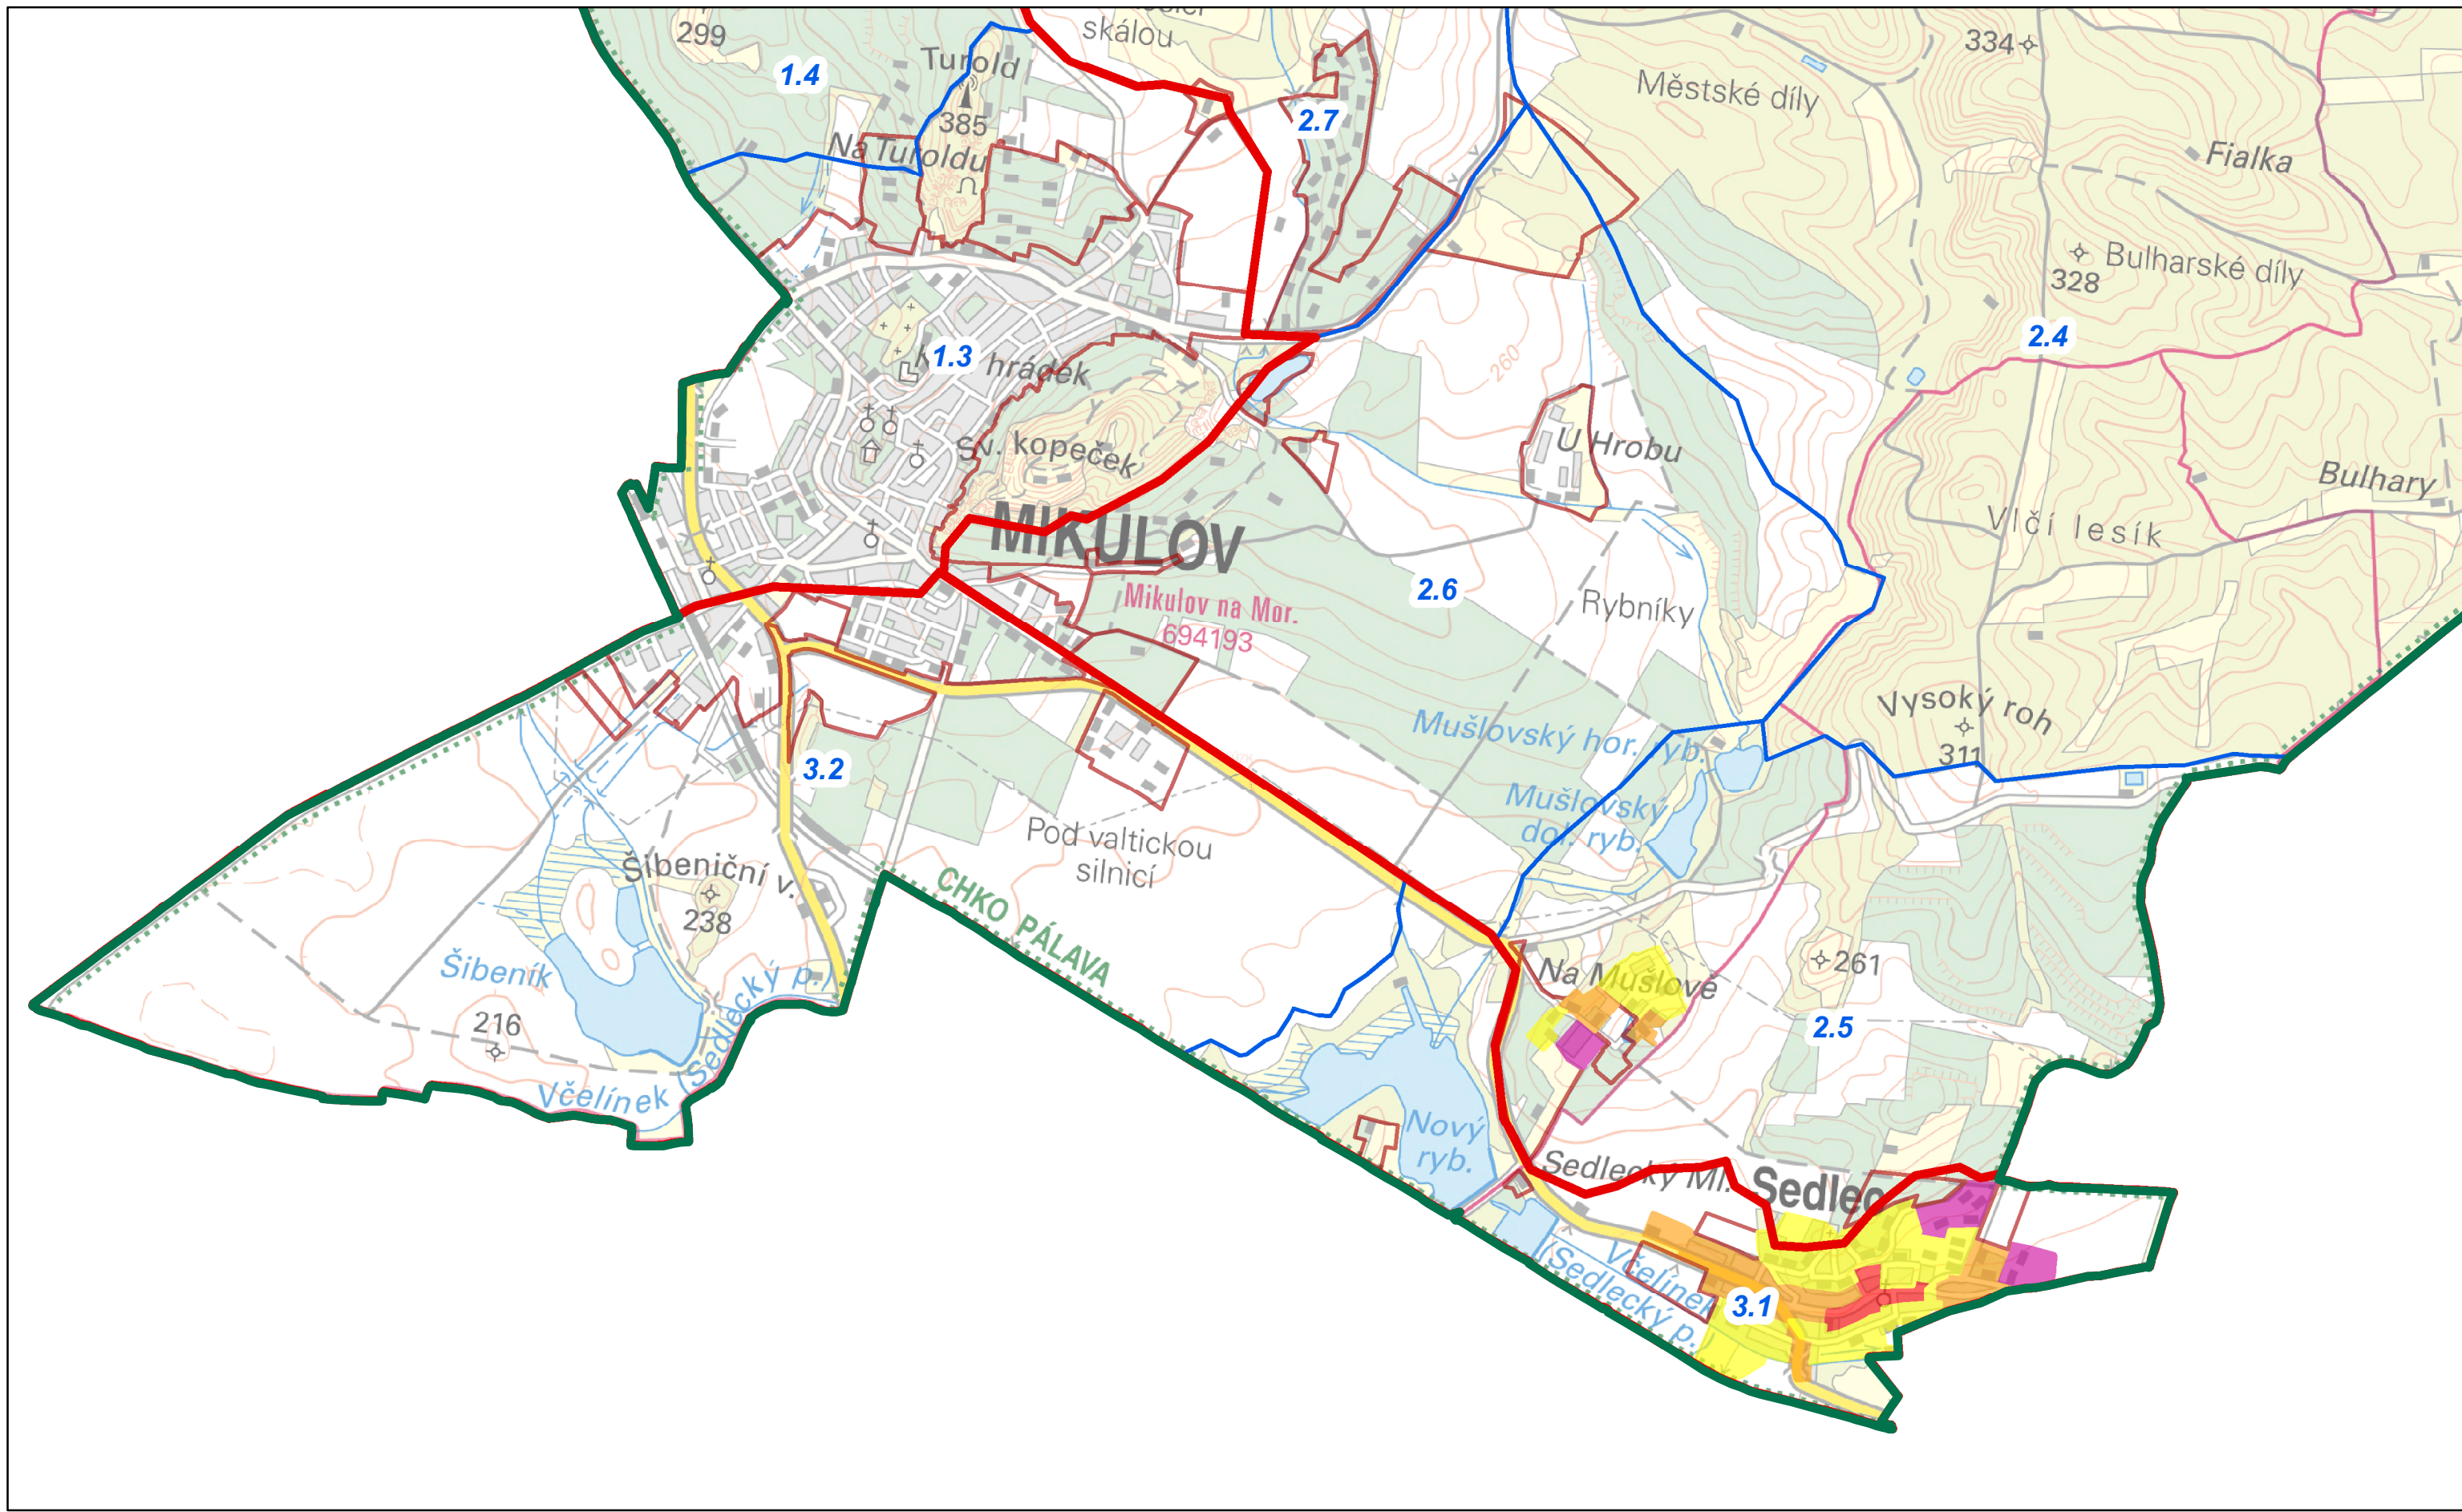 skálou
299
Turold
1.4
385
Na Turoldu
2.7
334
Městské díly
Fialka
Bulharské díly
328
2.4
1.3
hrádek
260
Sv. kopeček
U Hrobu
Bulhary
MIKULOV
Vlčí lesík
2.6
Mikulov na Mor.
694193
Rybníky
Vysoký roh
311
Mušlovský hor. ryb.
3.2
Mušlovský
dol. ryb.
Pod valtickou
silnicí
Šibeniční v.
238
CHKO PÁLAVA
Šibeník
Na Mušlově
261
2.5
216
Včelínek (Sedlecký p.)
Nový
ryb.
Sedlecký Ml.
Sedlec
Včelínek
(Sedlecký p.)
3.1